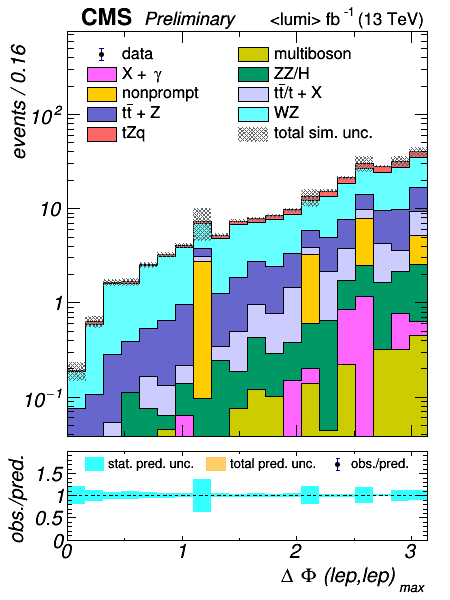 CMS Preliminary <lumi> fb⁻¹ (13 TeV)
events / 0.16
data multiboson
X + γ ZZ/H
nonprompt tt̄/t + X
tt̄ + Z WZ
tZq total sim. unc.
10²
10
1
10⁻¹
obs./pred.
stat. pred. unc. total pred. unc. obs./pred.
1.5
1
0.5
0
0 1 2 3
Δ Φ (lep,lep)max